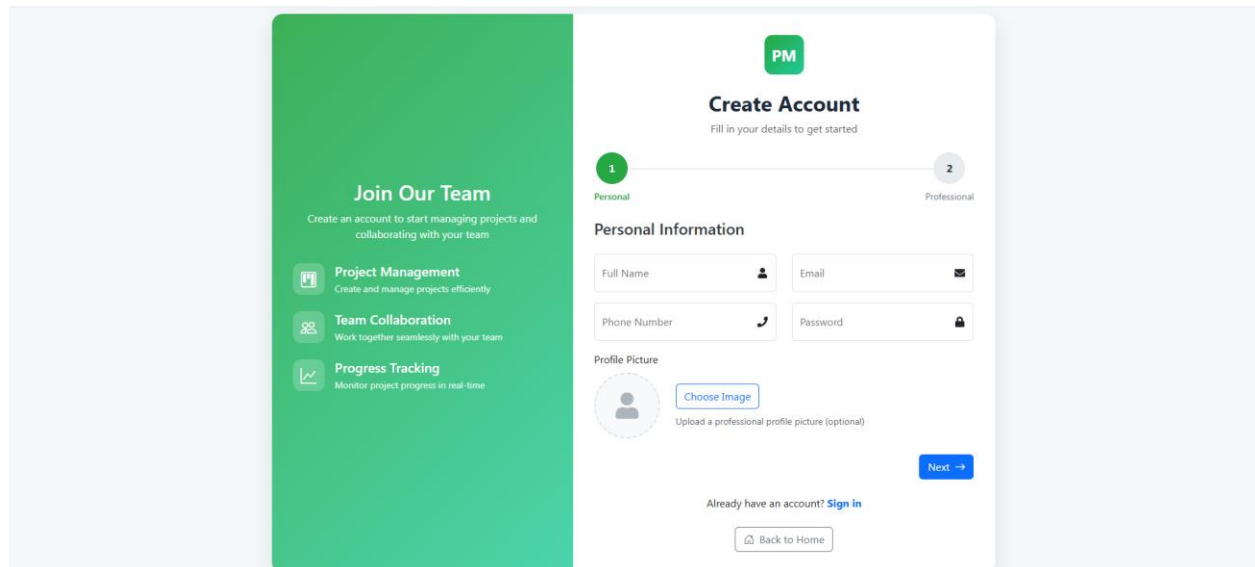 Join Our Team
Create an account to start managing projects and
collaborating with your team
Project Management
Create and manage projects efficiently
Team Collaboration
Work together seamlessly with your team
Progress Tracking
Monitor project progress in real-time
PM
Create Account
Fill in your details to get started
1 2
Personal Professional
Personal Information
Full Name Email
Phone Number Password
Profile Picture
Choose Image
Upload a professional profile picture (optional)
Next →
Already have an account? Sign in
Back to Home